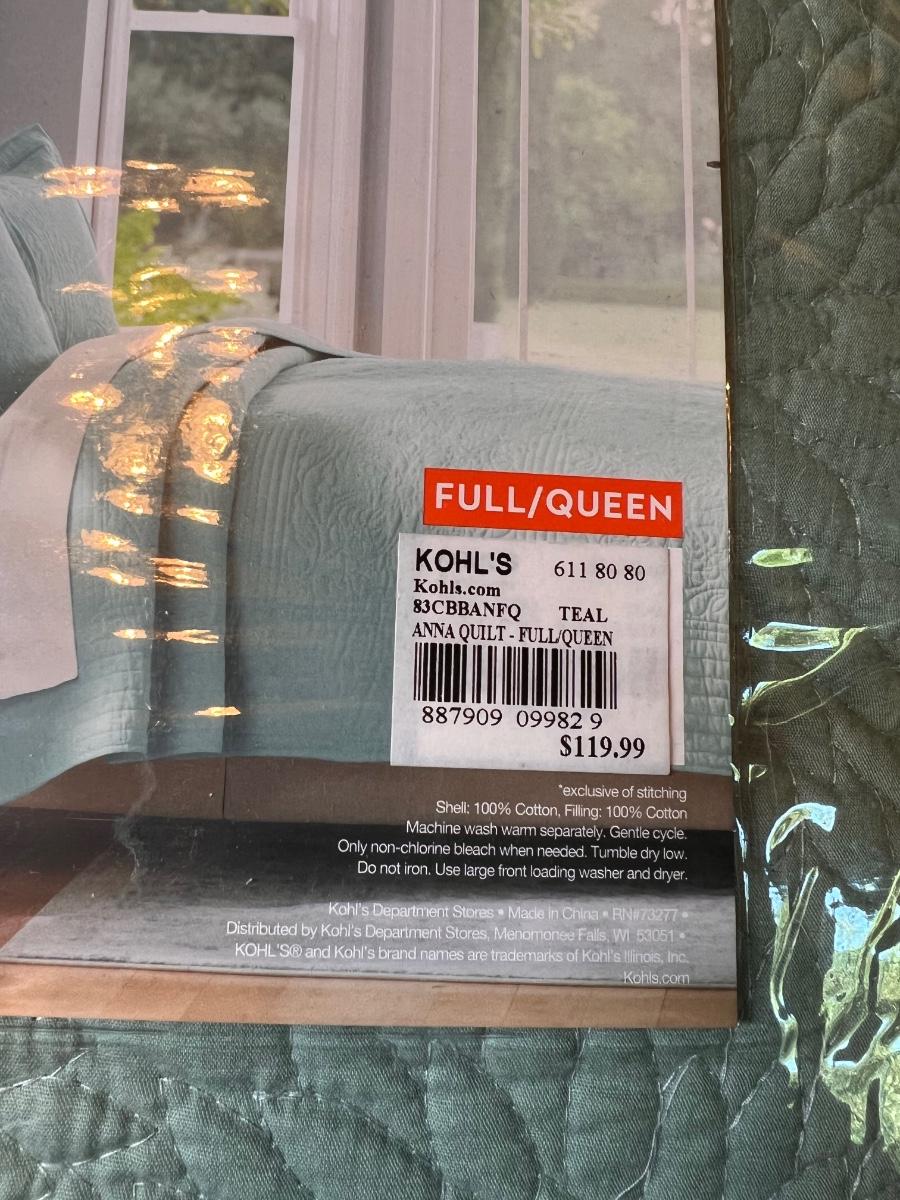 FULL/QUEEN
KOHL'S 611 80 80
Kohls.com
83CBBANFQ TEAL
ANNA QUILT - FULL/QUEEN
887909 09982 9
$119.99
*exclusive of stitching
Shell: 100% Cotton, Filling: 100% Cotton
Machine wash warm separately. Gentle cycle.
Only non-chlorine bleach when needed. Tumble dry low.
Do not iron. Use large front loading washer and dryer.
Kohl's Department Stores • Made in China • RN#73277 •
Distributed by Kohl's Department Stores, Menomonee Falls, WI 53051 •
KOHL'S® and Kohl's brand names are trademarks of Kohl's Illinois, Inc.
Kohls.com